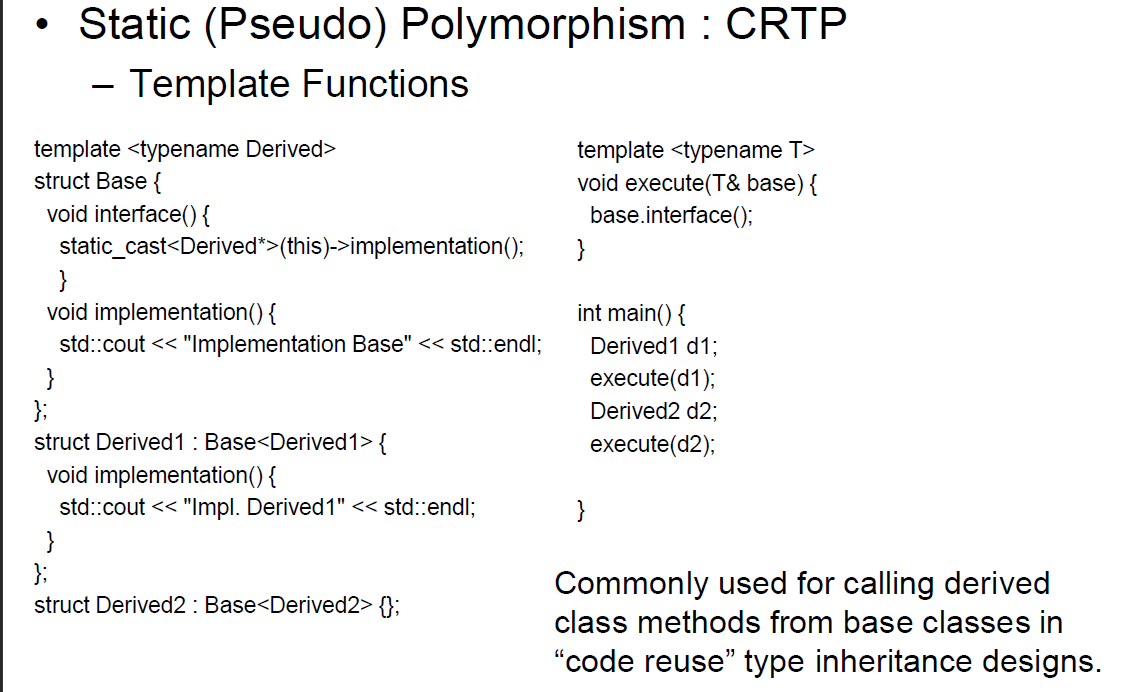 • Static (Pseudo) Polymorphism : CRTP
– Template Functions
template <typename Derived>
struct Base {
void interface() {
static_cast<Derived*>(this)->implementation();
}
void implementation() {
std::cout << "Implementation Base" << std::endl;
}
};
struct Derived1 : Base<Derived1> {
void implementation() {
std::cout << "Impl. Derived1" << std::endl;
}
};
struct Derived2 : Base<Derived2> {};
template <typename T>
void execute(T& base) {
base.interface();
}
int main() {
Derived1 d1;
execute(d1);
Derived2 d2;
execute(d2);
}
Commonly used for calling derived
class methods from base classes in
“code reuse” type inheritance designs.